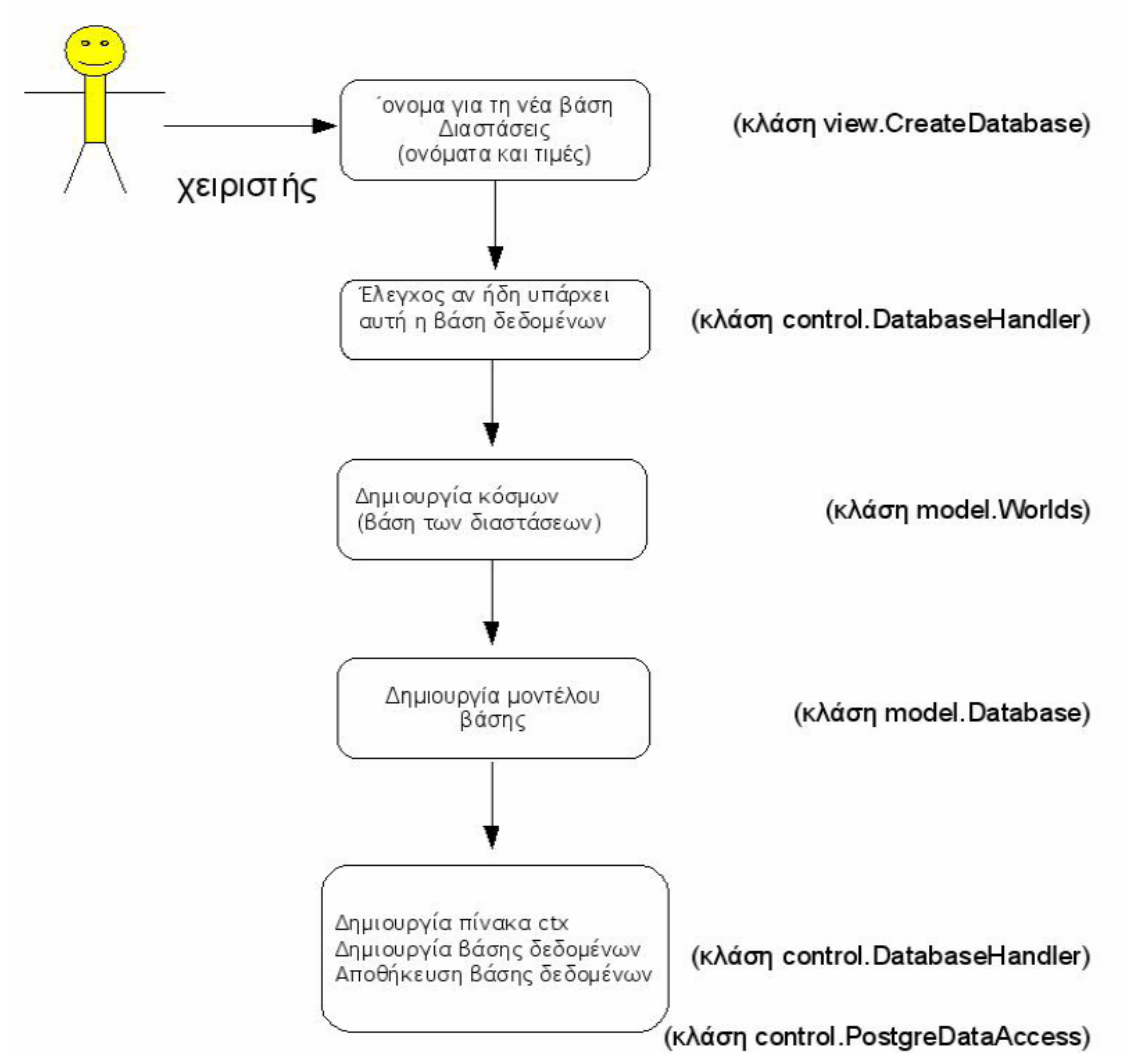 ΄ονομα για τη νέα βάση
Διαστάσεις
(ονόματα και τιμές)
(κλάση view.CreateDatabase)
χειριστής
Έλεγχος αν ήδη υπάρχει
αυτή η βάση δεδομένων
(κλάση control.DatabaseHandler)
Δημιουργία κόσμων
(βάση των διαστάσεων)
(κλάση model.Worlds)
Δημιουργία μοντέλου
βάσης
(κλάση model.Database)
Δημιουργία πίνακα ctx
Δημιουργία βάσης δεδομένων
Αποθήκευση βάσης δεδομένων
(κλάση control.DatabaseHandler)
(κλάση control.PostgreDataAccess)